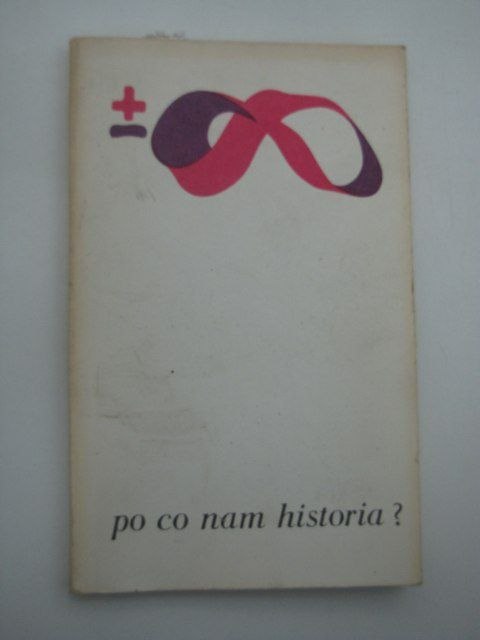 ±∞
po co nam historia ?